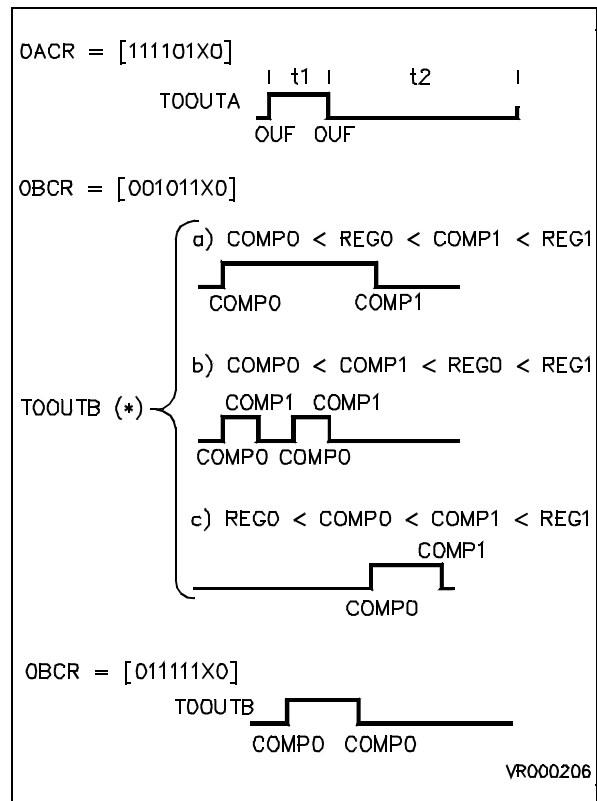 OACR = [111101X0]
t1 t2
TOOUTA
OUF OUF
OBCR = [001011X0]
a) COMP0 < REG0 < COMP1 < REG1
COMP0 COMP1
b) COMP0 < COMP1 < REG0 < REG1
TOOUTB (*)
COMP1 COMP1
COMP0 COMP0
c) REG0 < COMP0 < COMP1 < REG1
COMP1
COMP0
OBCR = [011111X0]
TOOUTB
COMP0 COMP0
VR000206